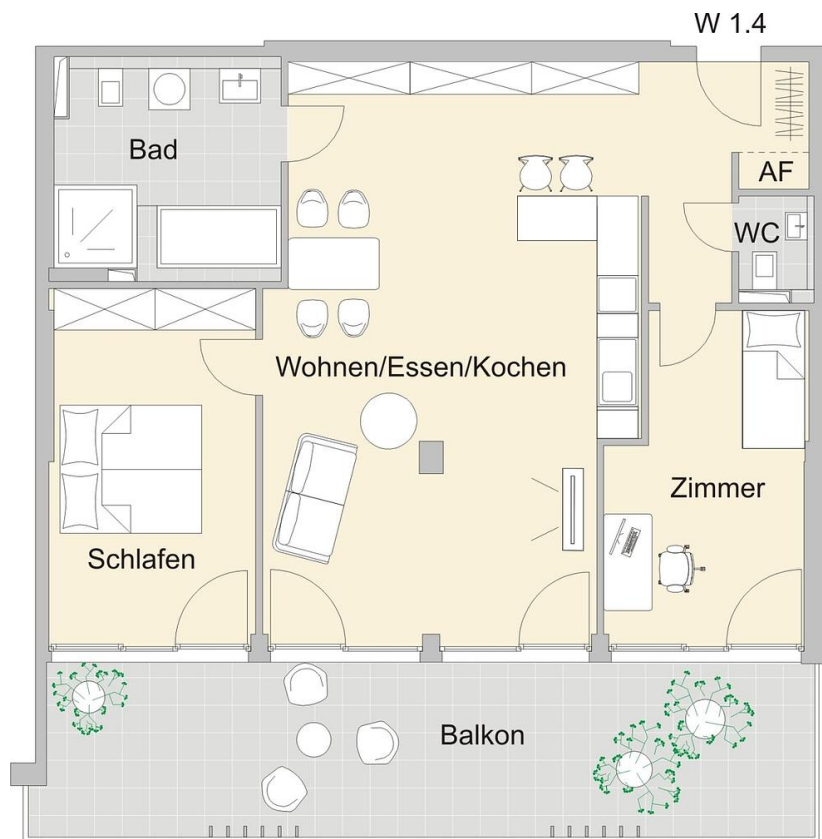 W 1.4
Bad
AF
WC
Wohnen/Essen/Kochen
Zimmer
Schlafen
Balkon